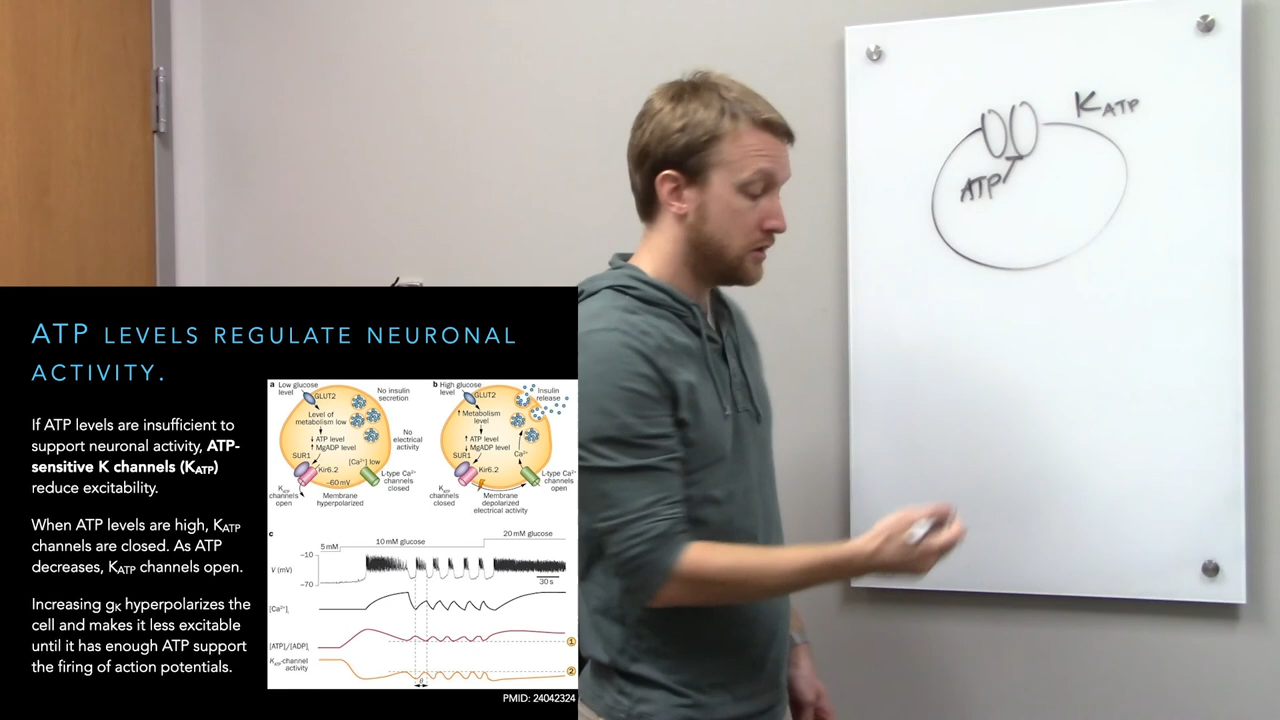 K ATP
ATP
ATP LEVELS REGULATE NEURONAL
ACTIVITY.
If ATP levels are insufficient to
support neuronal activity, ATP-
sensitive K channels (KATP)
reduce excitability.
When ATP levels are high, KATP
channels are closed. As ATP
decreases, KATP channels open.
Increasing gK hyperpolarizes the
cell and makes it less excitable
until it has enough ATP support
the firing of action potentials.
a Low glucose
level
GLUT2
No insulin
secretion
Level of
metabolism low
↓ ATP level
↑ MgADP level
No
electrical
activity
SUR1
Kir6.2
[Ca2+] low
−60 mV
L-type Ca2+
channels
closed
KATP
channels
open
Membrane
hyperpolarized
b High glucose
level
GLUT2
Insulin
release
↑ Metabolism
level
↑ ATP level
↓ MgADP level
Ca2+
SUR1
Kir6.2
L-type Ca2+
channels
open
KATP
channels
closed
Membrane
depolarized
electrical activity
c
5 mM
10 mM glucose
20 mM glucose
−10
V (mV)
−70
30 s
[Ca2+]i
[ATP]/[ADP]i
1
KATP-channel
activity
2
θ
PMID: 24042324